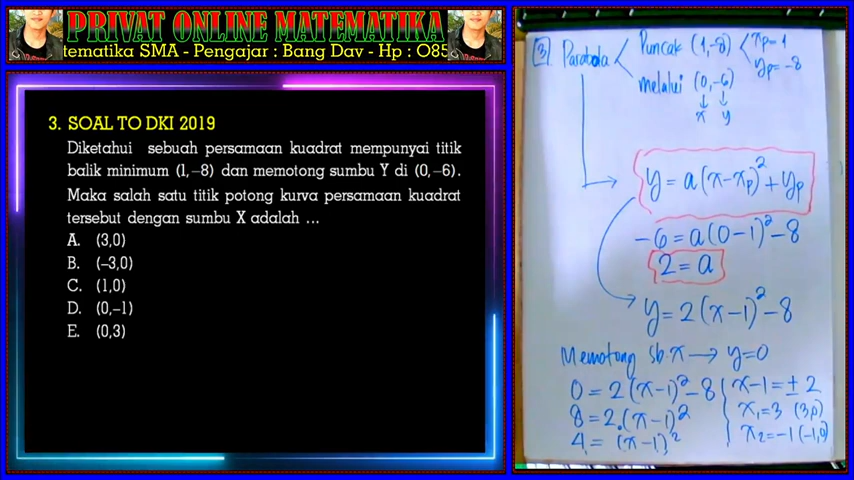 PRIVAT ONLINE MATEMATIKA
tematika SMA - Pengajar : Bang Dav - Hp : 085
3. SOAL TO DKI 2019
Diketahui sebuah persamaan kuadrat mempunyai titik
balik minimum (1,–8) dan memotong sumbu Y di (0,–6).
Maka salah satu titik potong kurva persamaan kuadrat
tersebut dengan sumbu X adalah ...
A. (3,0)
B. (–3,0)
C. (1,0)
D. (0,–1)
E. (0,3)
3 Parabola < Puncak (1,-8) < xp = 1
yp = -8
melalui (0,-6)
↓ ↓
x y
y = a(x-xp)² + yp
-6 = a(0-1)² - 8
2 = a
y = 2(x-1)² - 8
Memotong sb. x → y=0
0 = 2(x-1)² - 8
8 = 2.(x-1)²
4 = (x-1)²
x-1 = ± 2
x₁ = 3 (3,0)
x₂ = -1 (-1,0)